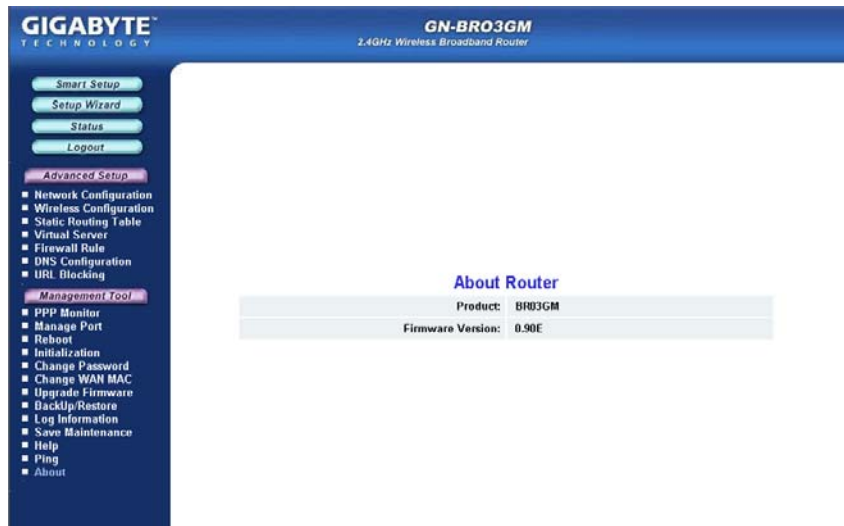 GIGABYTE™
TECHNOLOGY
GN-BR03GM
2.4GHz Wireless Broadband Router
Smart Setup
Setup Wizard
Status
Logout
Advanced Setup
Network Configuration
Wireless Configuration
Static Routing Table
Virtual Server
Firewall Rule
DNS Configuration
URL Blocking
Management Tool
PPP Monitor
Manage Port
Reboot
Initialization
Change Password
Change WAN MAC
Upgrade Firmware
BackUp/Restore
Log Information
Save Maintenance
Help
Ping
About
About Router
Product: BR03GM
Firmware Version: 0.90E